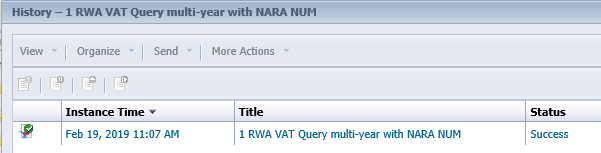 History – 1 RWA VAT Query multi-year with NARA NUM
View Organize Send More Actions
Instance Time Title Status
Feb 19, 2019 11:07 AM 1 RWA VAT Query multi-year with NARA NUM Success